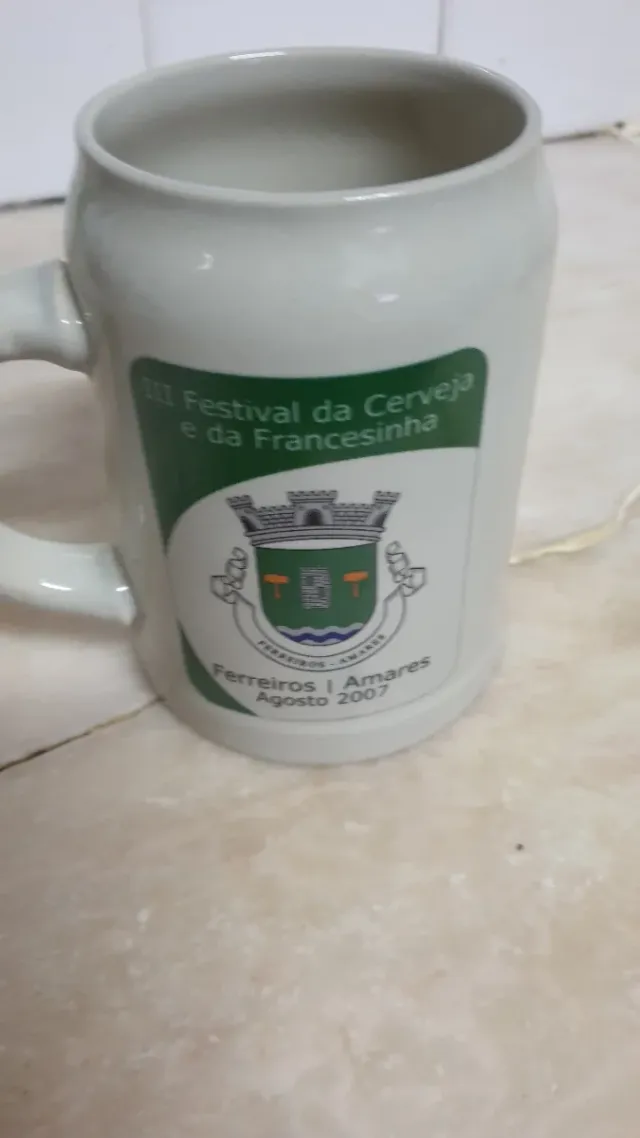 III Festival da Cerveja
e da Francesinha
FERREIROS - AMARES
Ferreiros | Amares
Agosto 2007